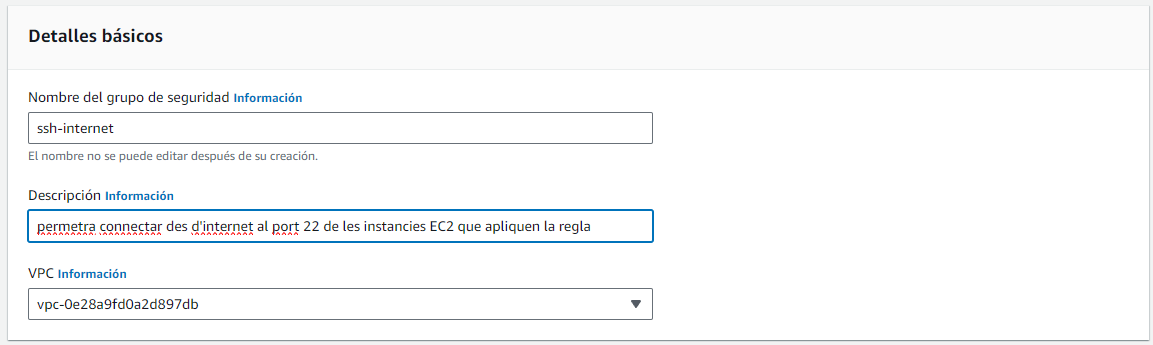 Detalles básicos
Nombre del grupo de seguridad Información
ssh-internet
El nombre no se puede editar después de su creación.
Descripción Información
permetra connectar des d'internet al port 22 de les instancies EC2 que apliquen la regla
VPC Información
vpc-0e28a9fd0a2d897db